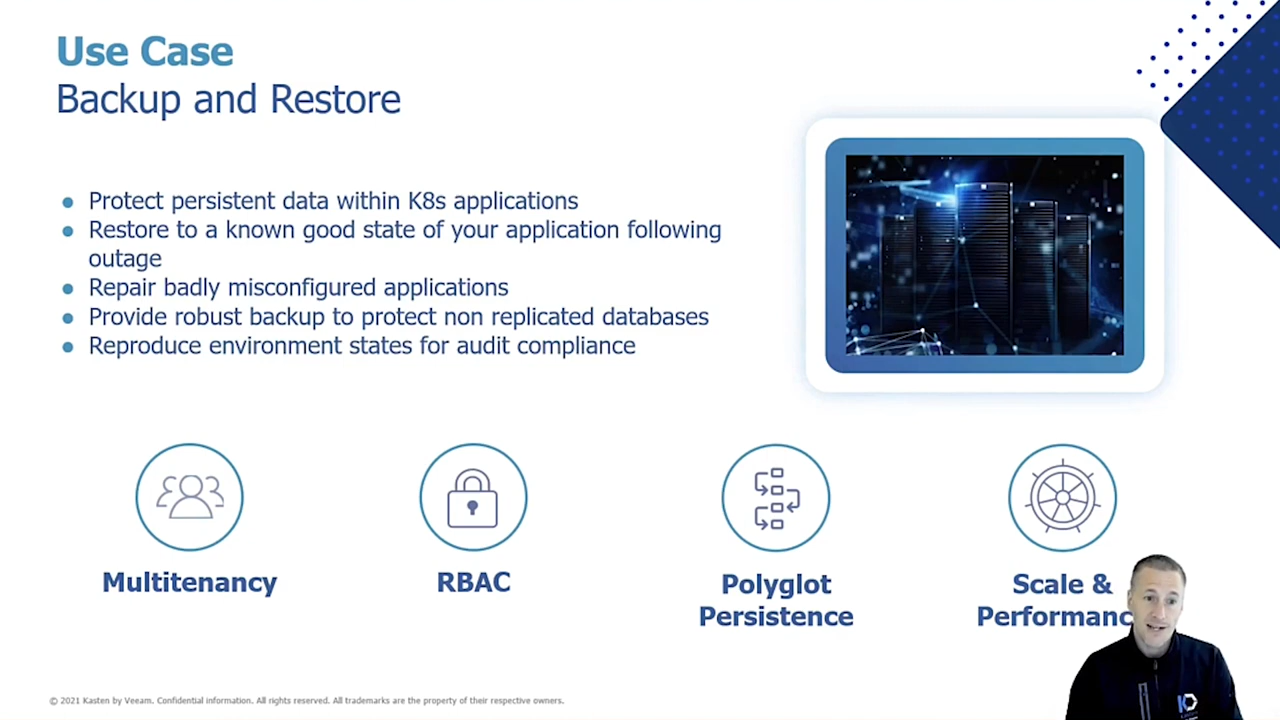 Use Case
Backup and Restore
Protect persistent data within K8s applications
Restore to a known good state of your application following
outage
Repair badly misconfigured applications
Provide robust backup to protect non replicated databases
Reproduce environment states for audit compliance
Multitenancy
RBAC
Polyglot
Persistence
Scale &
Performanc
© 2021 Kasten by Veeam. Confidential information. All rights reserved. All trademarks are the property of their respective owners.